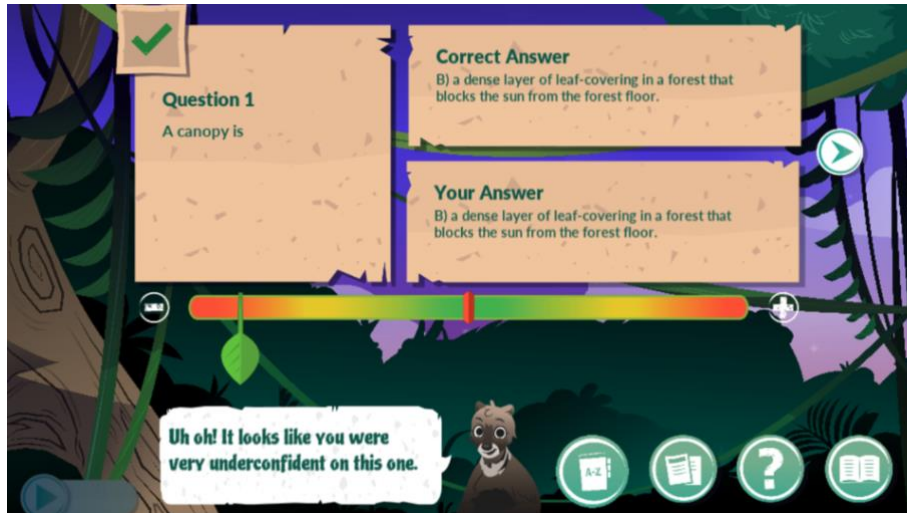 Question 1
A canopy is
Correct Answer
B) a dense layer of leaf-covering in a forest that
blocks the sun from the forest floor.
Your Answer
B) a dense layer of leaf-covering in a forest that
blocks the sun from the forest floor.
Uh oh! It looks like you were
very underconfident on this one.
A-Z
?